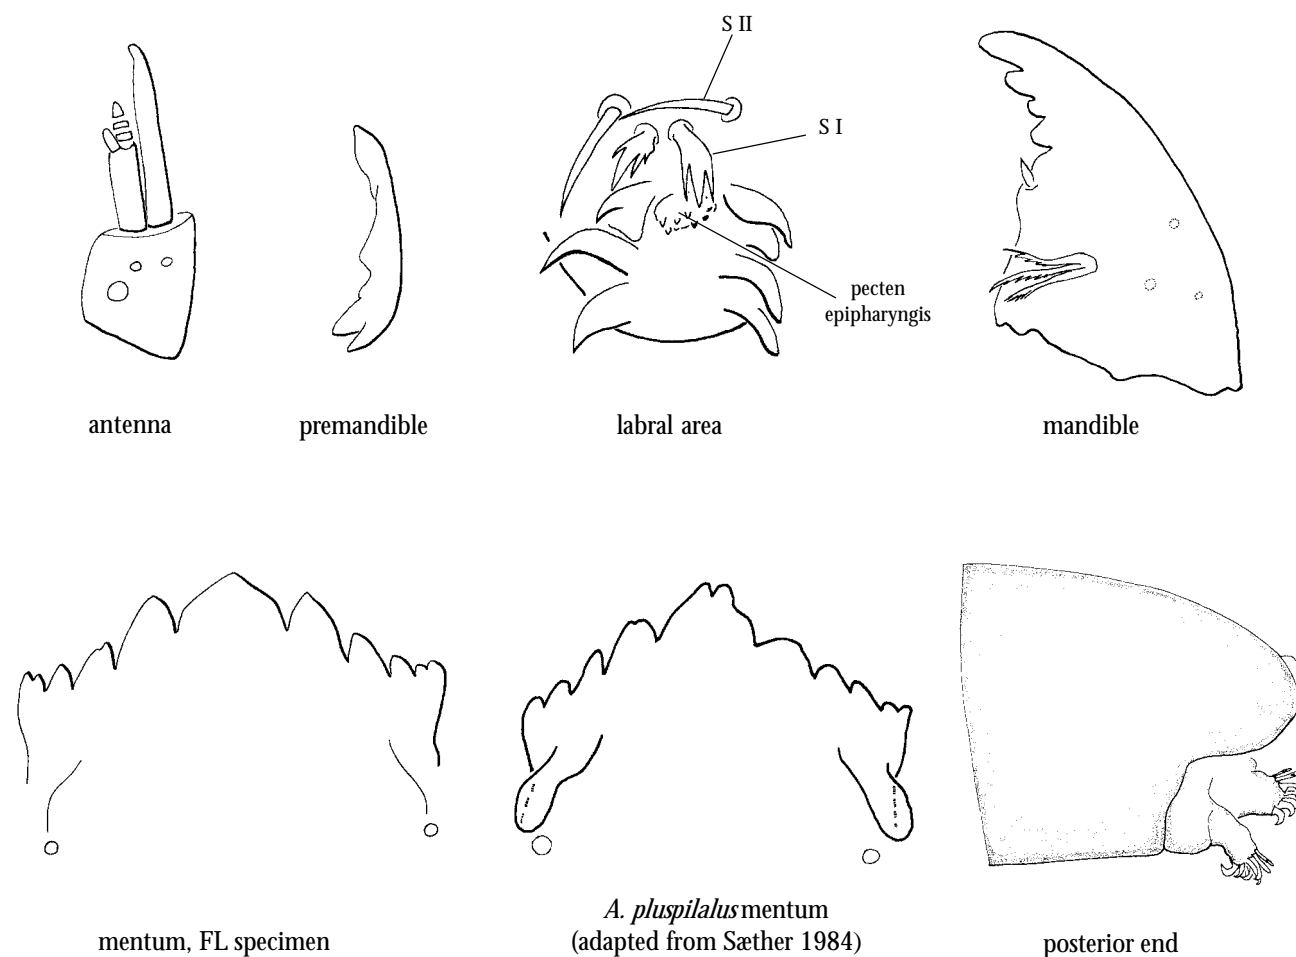 S II
S I
pecten
epipharyngis
antenna
premandible
labral area
mandible
mentum, FL specimen
A. pluspilalus mentum
(adapted from Sæther 1984)
posterior end